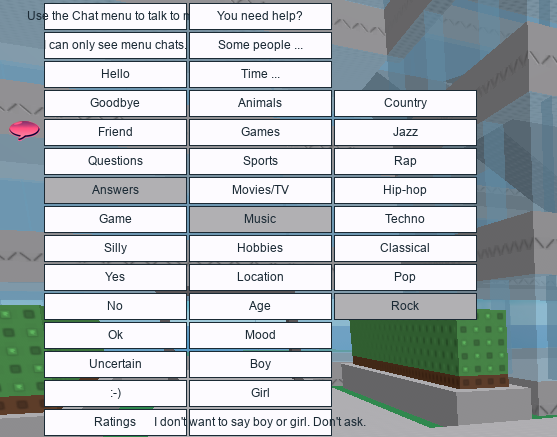 Use the Chat menu to talk to m
I can only see menu chats.
Hello
Goodbye
Friend
Questions
Answers
Game
Silly
Yes
No
Ok
Uncertain
:-)
Ratings
You need help?
Some people ...
Time ...
Animals
Games
Sports
Movies/TV
Music
Hobbies
Location
Age
Mood
Boy
Girl
I don't want to say boy or girl. Don't ask.
Country
Jazz
Rap
Hip-hop
Techno
Classical
Pop
Rock